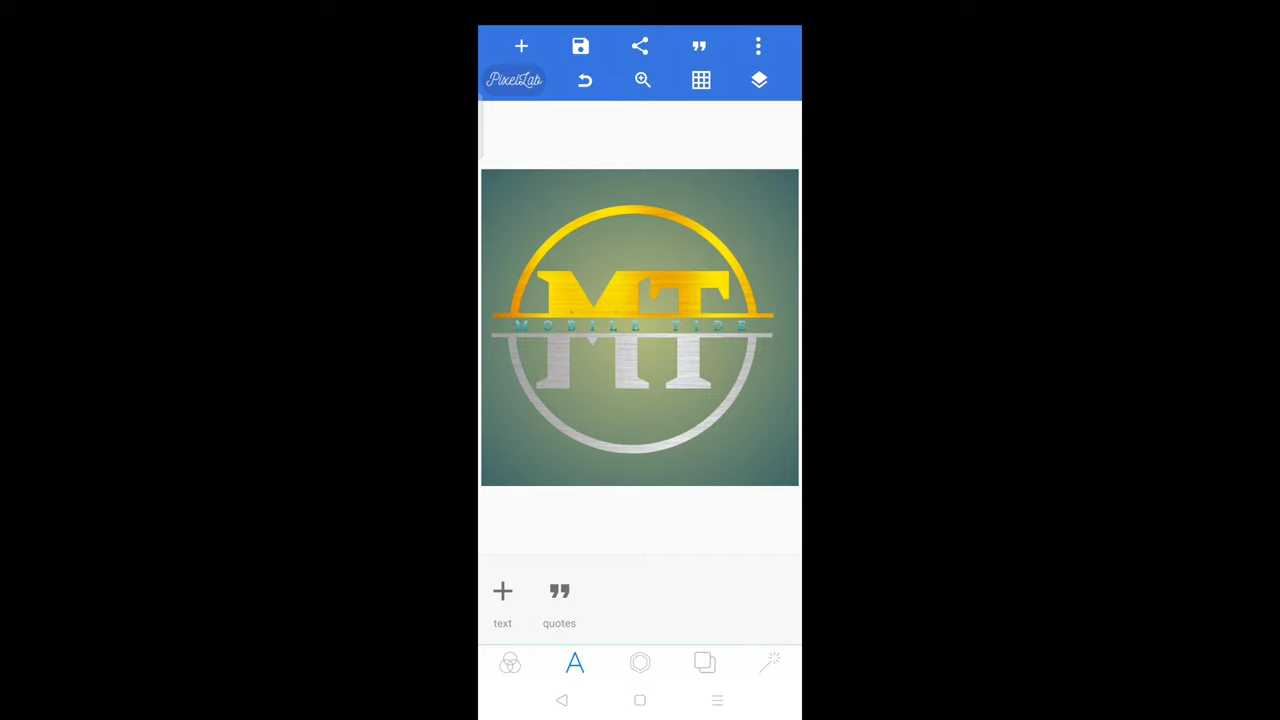 PixelLab
MT
MOBILE TIDE
MT
text
quotes